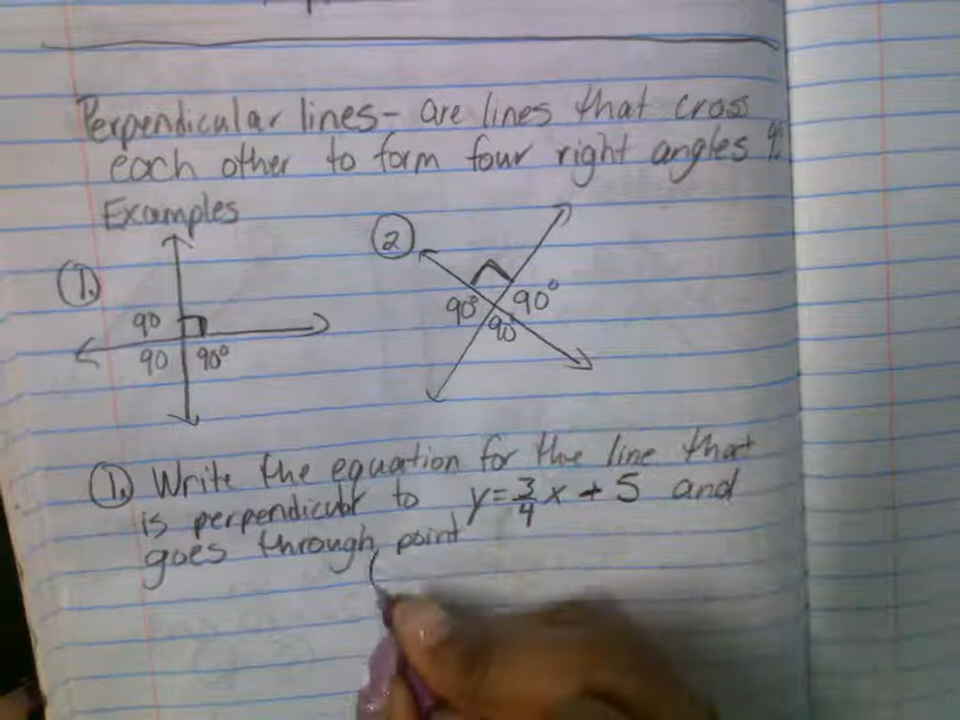 Perpendicular lines- are lines that cross
each other to form four right angles
Examples
1.
90
90 90°
2
90° 90°
90°
1. Write the equation for the line that
is perpendicular to y=3/4x+5 and
goes through point
(